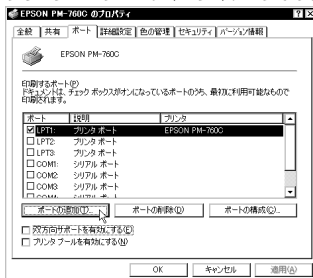 EPSON PM-760C のプロパティ
全般 共有 ポート 詳細設定 色の管理 セキュリティ バージョン情報
EPSON PM-760C
印刷するポート(P)
ドキュメントは、チェック ボックスがオンになっているポートのうち、最初に利用可能なもので
印刷されます。
ポート 説明 プリンタ
LPT1: プリンタ ポート EPSON PM-760C
LPT2: プリンタ ポート
LPT3: プリンタ ポート
COM1: シリアル ポート
COM2: シリアル ポート
COM3: シリアル ポート
COM4: シリアル ポート
ポートの追加(T)... ポートの削除(D) ポートの構成(C)...
双方向サポートを有効にする(E)
プリンタ プールを有効にする(N)
OK キャンセル 適用(A)